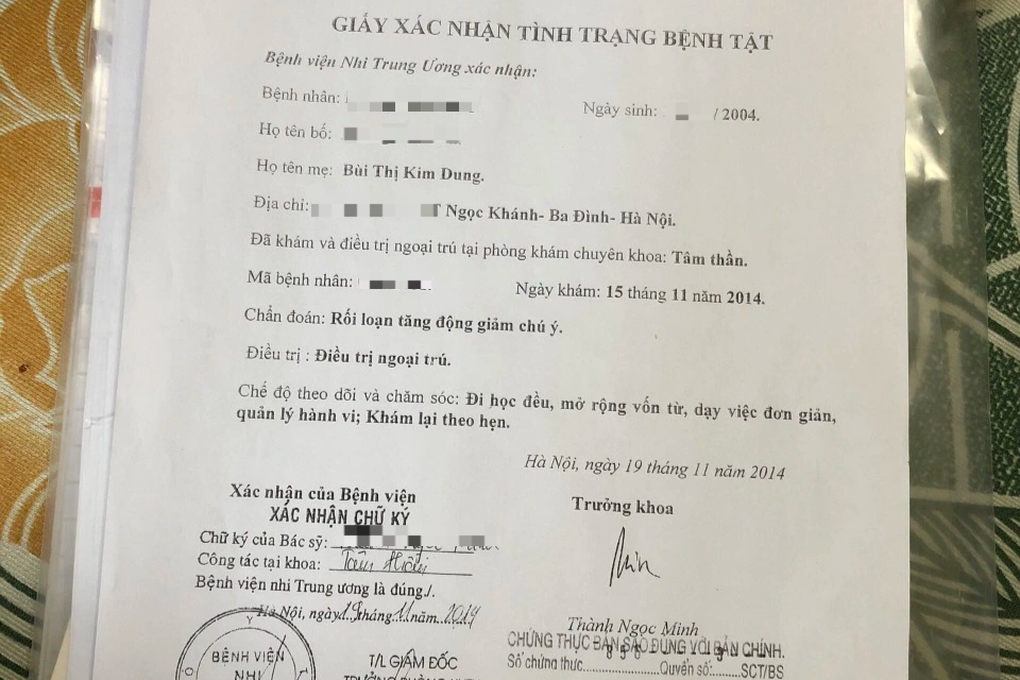 GIẤY XÁC NHẬN TÌNH TRẠNG BỆNH TẬT
Bệnh viện Nhi Trung Ương xác nhận:
Bệnh nhân:
Ngày sinh: / 2004.
Họ tên bố:
Họ tên mẹ: Bùi Thị Kim Dung.
Địa chỉ: Ngọc Khánh- Ba Đình- Hà Nội.
Đã khám và điều trị ngoại trú tại phòng khám chuyên khoa: Tâm thần.
Mã bệnh nhân:
Ngày khám: 15 tháng 11 năm 2014.
Chẩn đoán: Rối loạn tăng động giảm chú ý.
Điều trị : Điều trị ngoại trú.
Chế độ theo dõi và chăm sóc: Đi học đều, mở rộng vốn từ, dạy việc đơn giản,
quản lý hành vi; Khám lại theo hẹn.
Hà Nội, ngày 19 tháng 11 năm 2014
Xác nhận của Bệnh viện
XÁC NHẬN CHỮ KÝ
Chữ ký của Bác sỹ:
Công tác tại khoa:
Bệnh viện nhi Trung ương là đúng./.
Hà Nội, ngày 19 tháng 11 năm 2014
BỆNH VIỆN
NHI
T/L GIÁM ĐỐC
Trưởng khoa
Thành Ngọc Minh
CHỨNG THỰC BẢN SAO ĐÚNG VỚI BẢN CHÍNH.
Số chứng thực Quyển số: SCT/BS